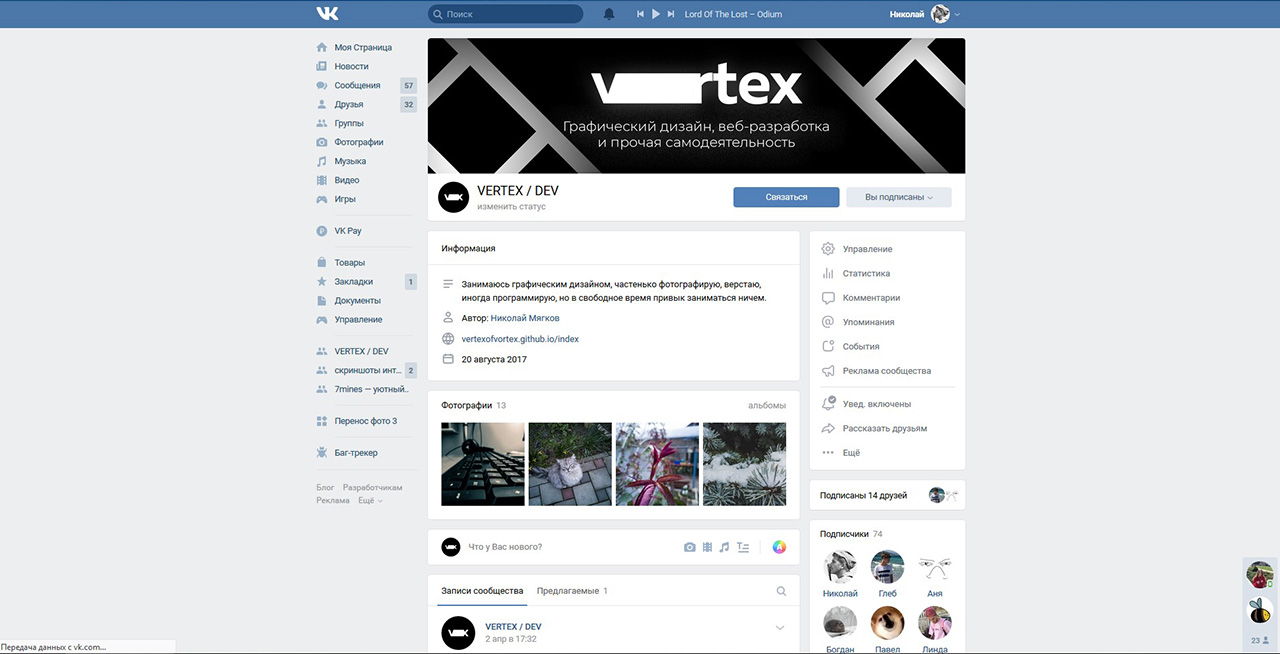 Поиск
Lord Of The Lost – Odium
Николай
Моя Страница
Новости
Сообщения 57
Друзья 32
Группы
Фотографии
Музыка
Видео
Игры
VK Pay
Товары
Закладки 1
Документы
Управление
VERTEX / DEV
скриншоты инт... 2
7mines — уютный..
Перенос фото 3
Баг-трекер
Блог Разработчикам
Реклама Ещё
vortex
Графический дизайн, веб-разработка
и прочая самодеятельность
VERTEX / DEV
изменить статус
Связаться
Вы подписаны
Информация
Занимаюсь графическим дизайном, частенько фотографирую, верстаю,
иногда программирую, но в свободное время привык заниматься ничем.
Автор: Николай Мягков
vertexofvortex.github.io/index
20 августа 2017
Фотографии 13
альбомы
Что у Вас нового?
Записи сообщества
Предлагаемые 1
VERTEX / DEV
2 апр в 17:32
Управление
Статистика
Комментарии
Упоминания
События
Реклама сообщества
Увед. включены
Рассказать друзьям
Ещё
Подписаны 14 друзей
Подписчики 74
Николай Глеб Аня
Богдан Павел Линда
23
Передача данных с vk.com...